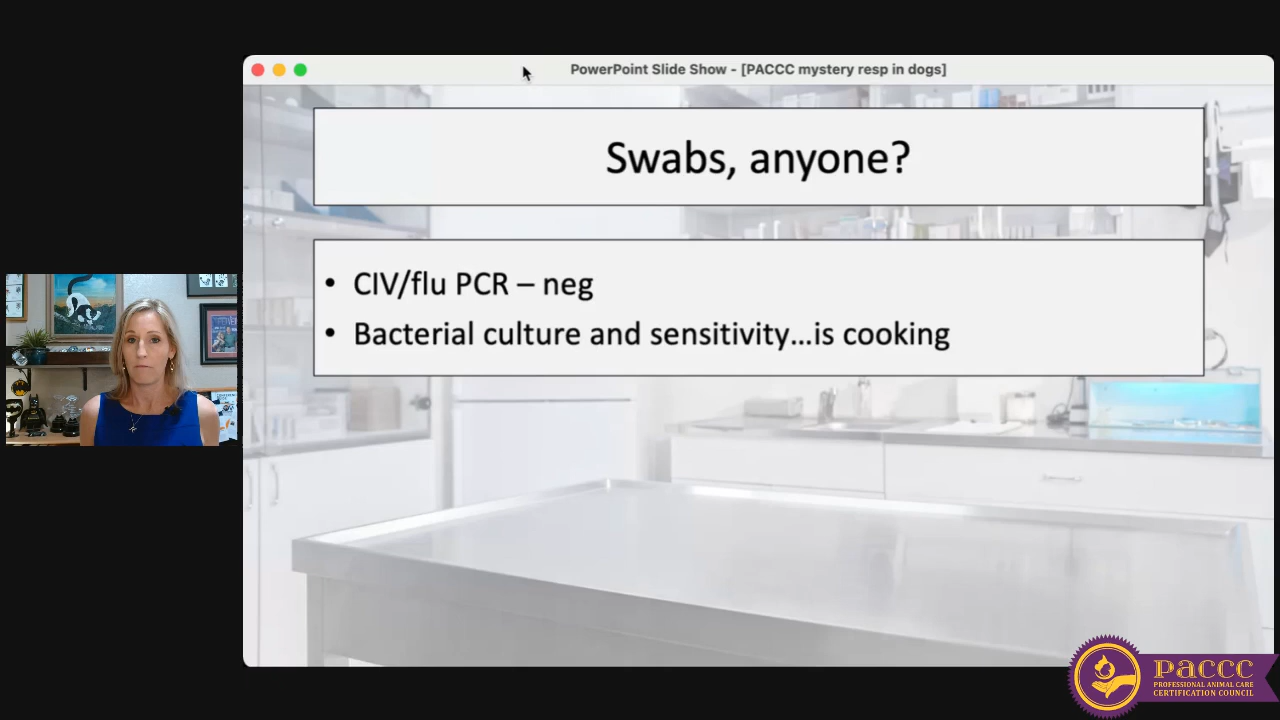 PowerPoint Slide Show - [PACCC mystery resp in dogs]
Swabs, anyone?
• CIV/flu PCR – neg
• Bacterial culture and sensitivity...is cooking
PACCC
PROFESSIONAL ANIMAL CARE
CERTIFICATION COUNCIL